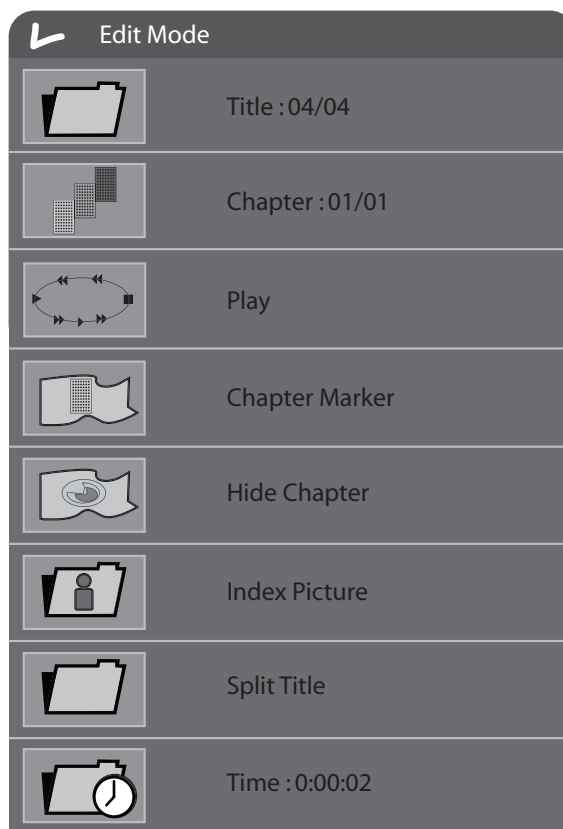 Edit Mode
Title : 04/04
Chapter : 01/01
Play
Chapter Marker
Hide Chapter
Index Picture
Split Title
Time : 0:00:02